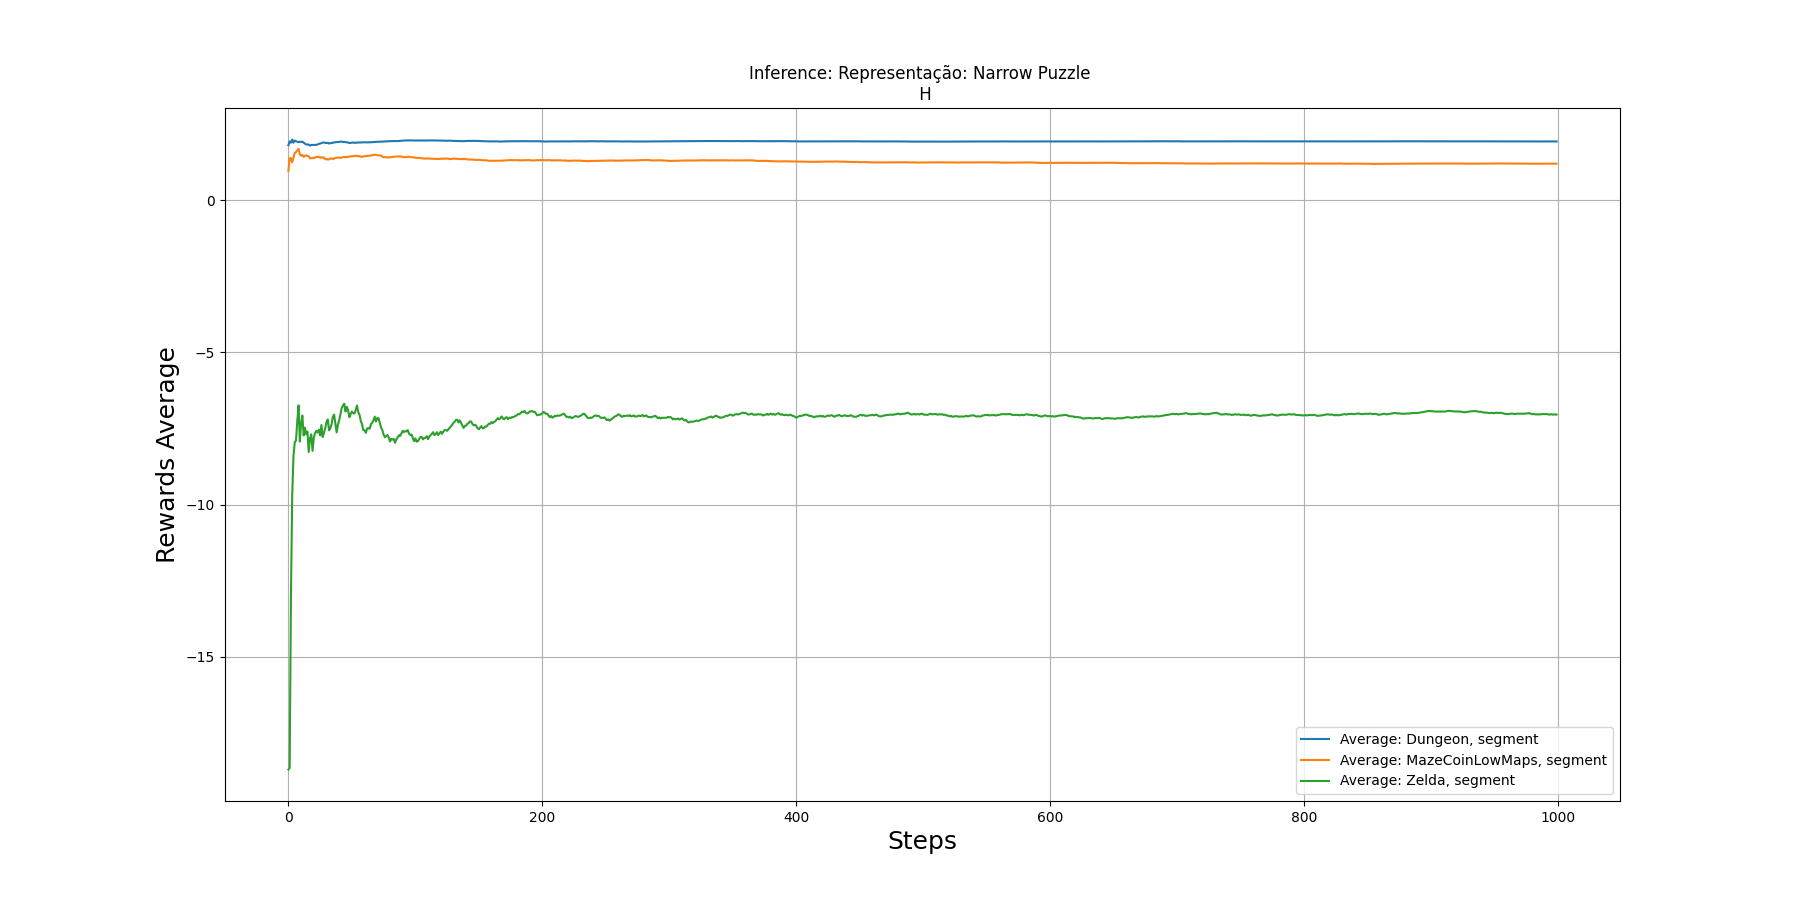 Inference: Representação: Narrow Puzzle
H
Rewards Average
0
−5
−10
−15
0 200 400 600 800 1000
Steps
Average: Dungeon, segment
Average: MazeCoinLowMaps, segment
Average: Zelda, segment